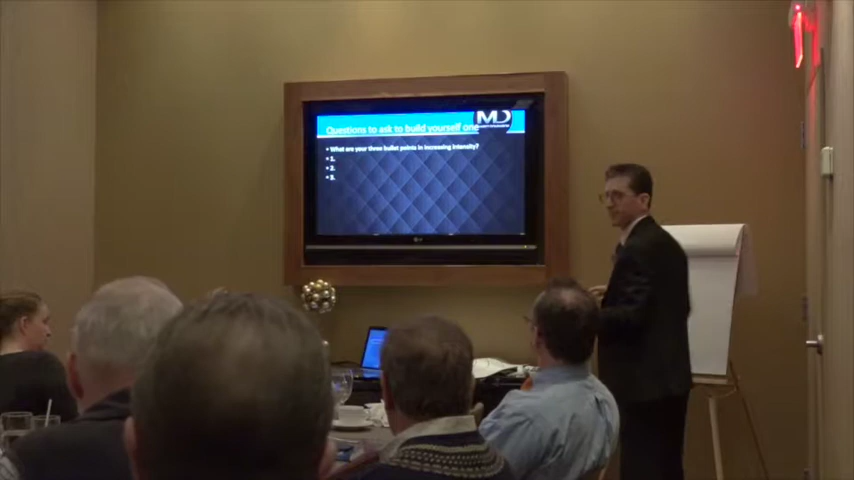 MD
Questions to ask to build yourself one
• What are your three bullet points in increasing intensity?
• 1.
• 2.
• 3.